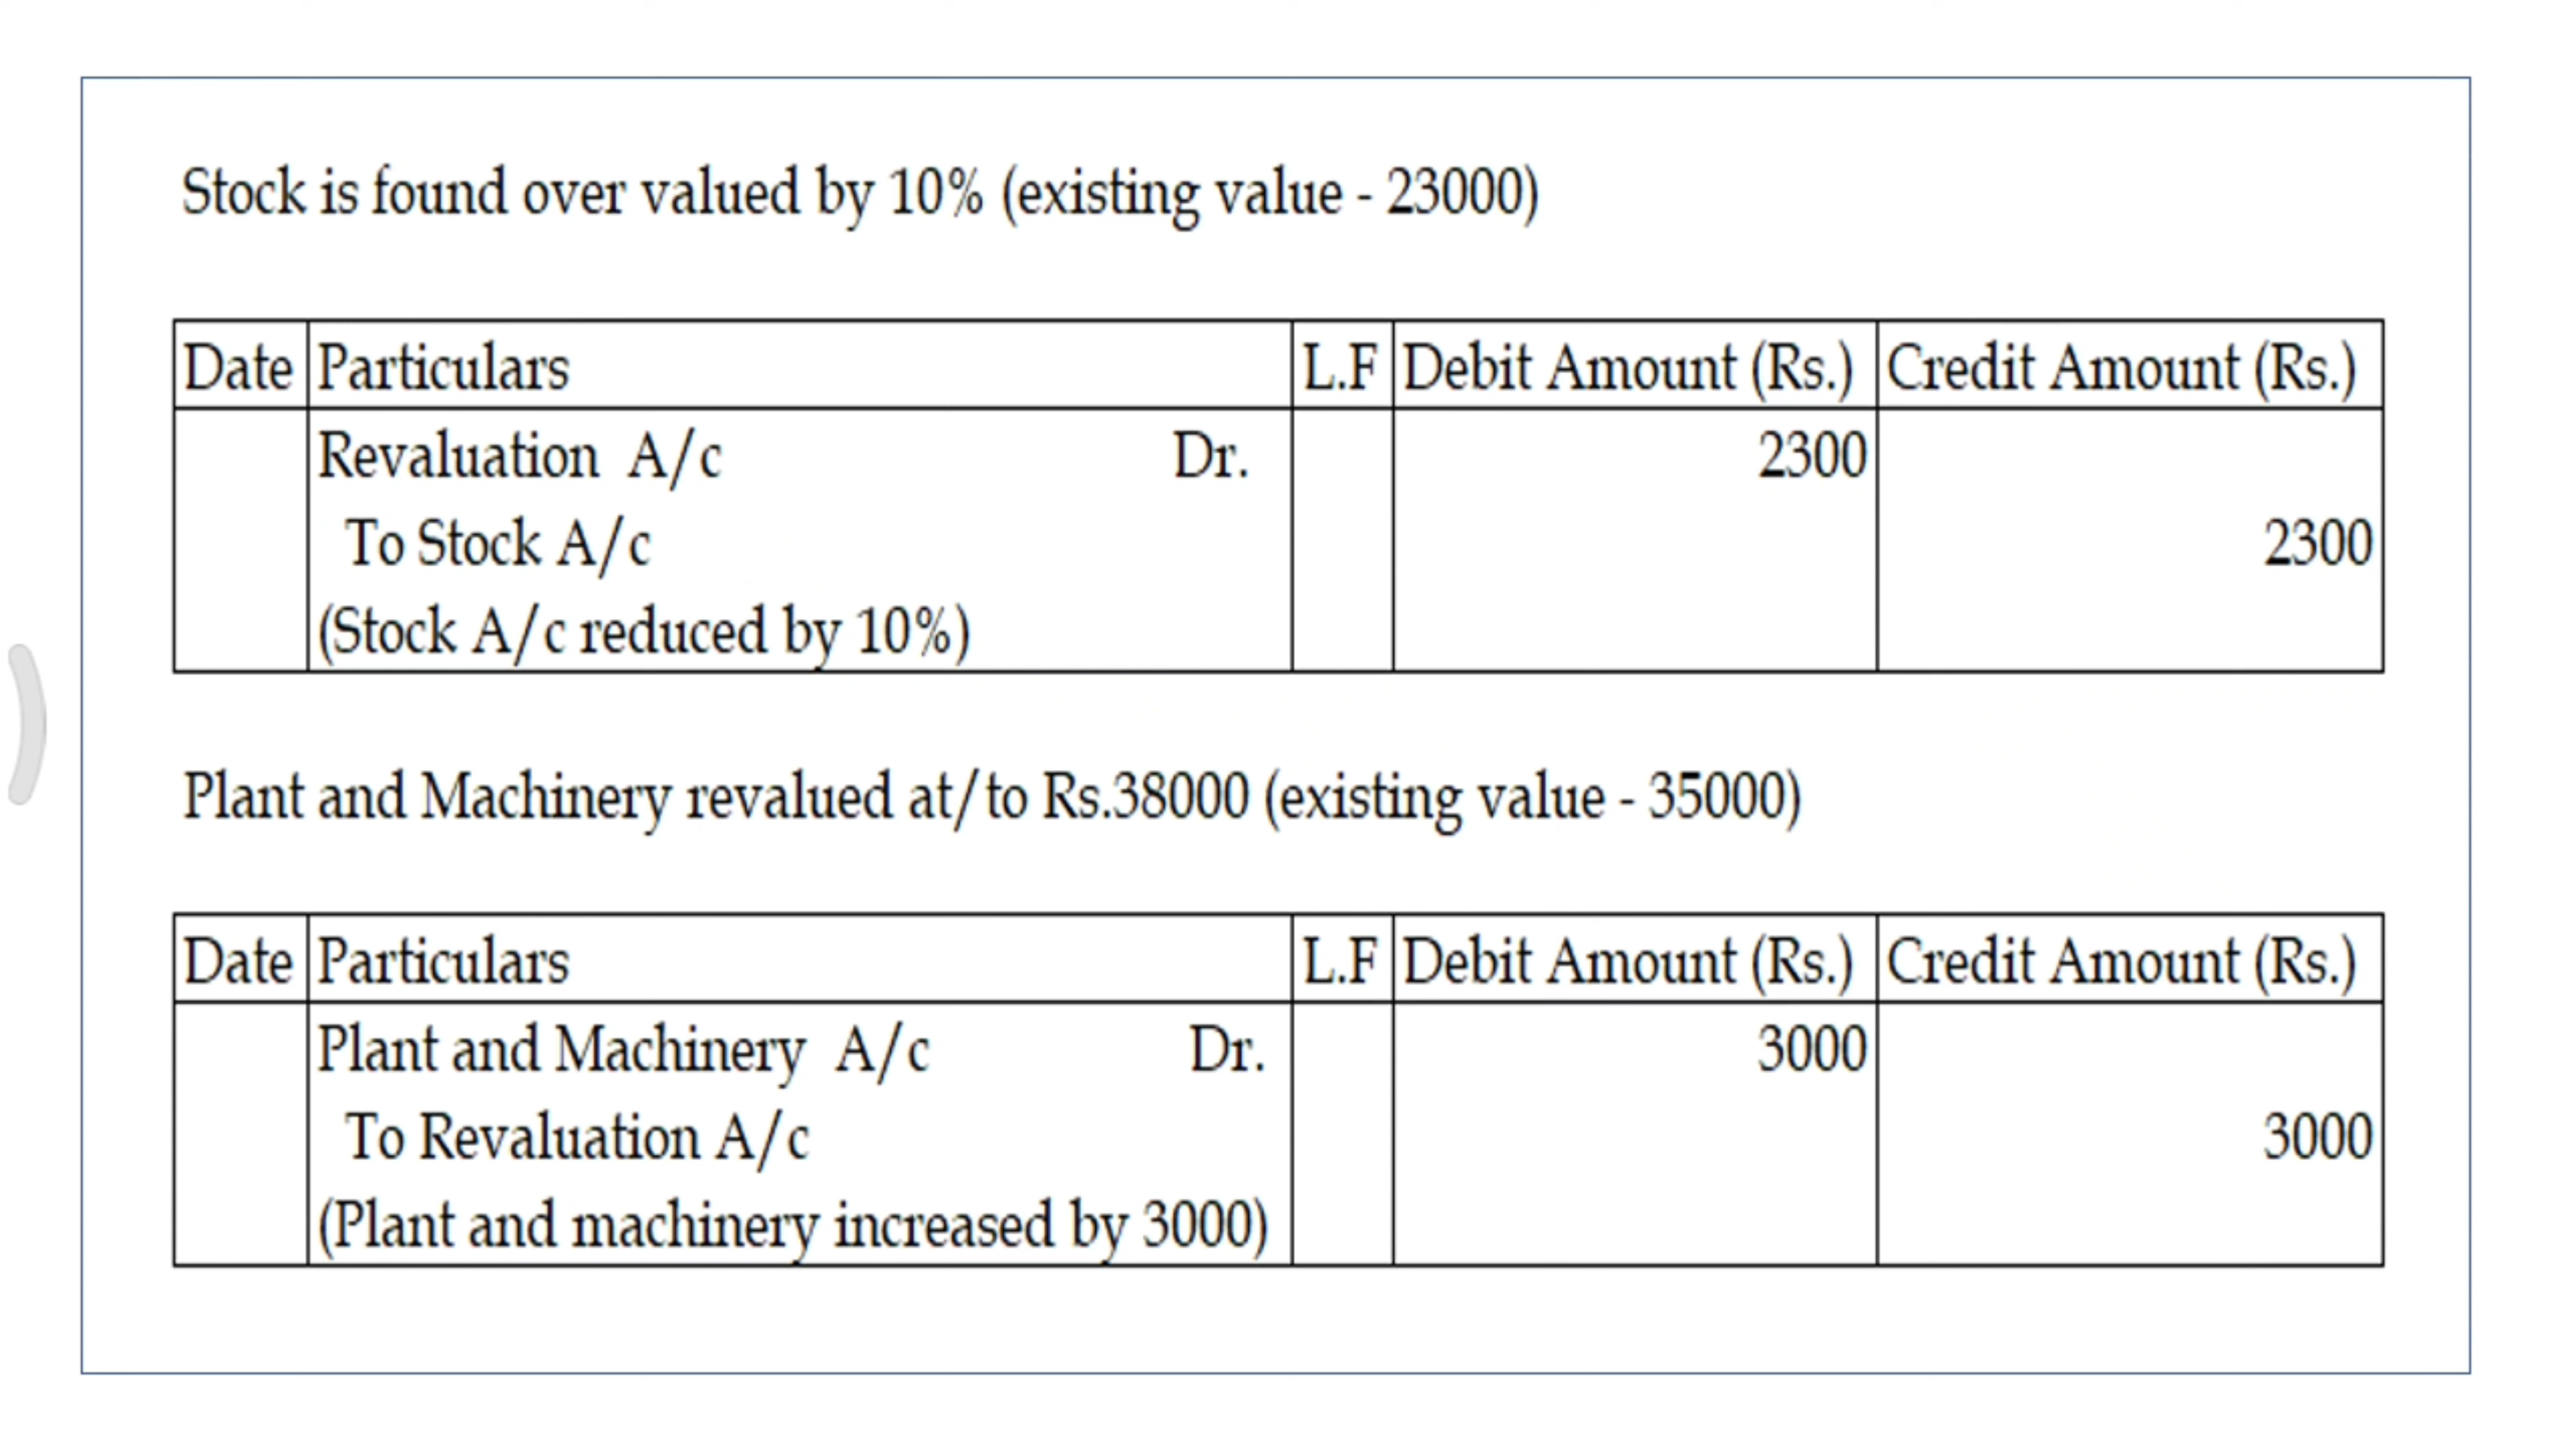 Stock is found over valued by 10% (existing value - 23000)
Date Particulars L.F Debit Amount (Rs.) Credit Amount (Rs.)
Revaluation A/c Dr. 2300
To Stock A/c 2300
(Stock A/c reduced by 10%)
Plant and Machinery revalued at/to Rs.38000 (existing value - 35000)
Date Particulars L.F Debit Amount (Rs.) Credit Amount (Rs.)
Plant and Machinery A/c Dr. 3000
To Revaluation A/c 3000
(Plant and machinery increased by 3000)